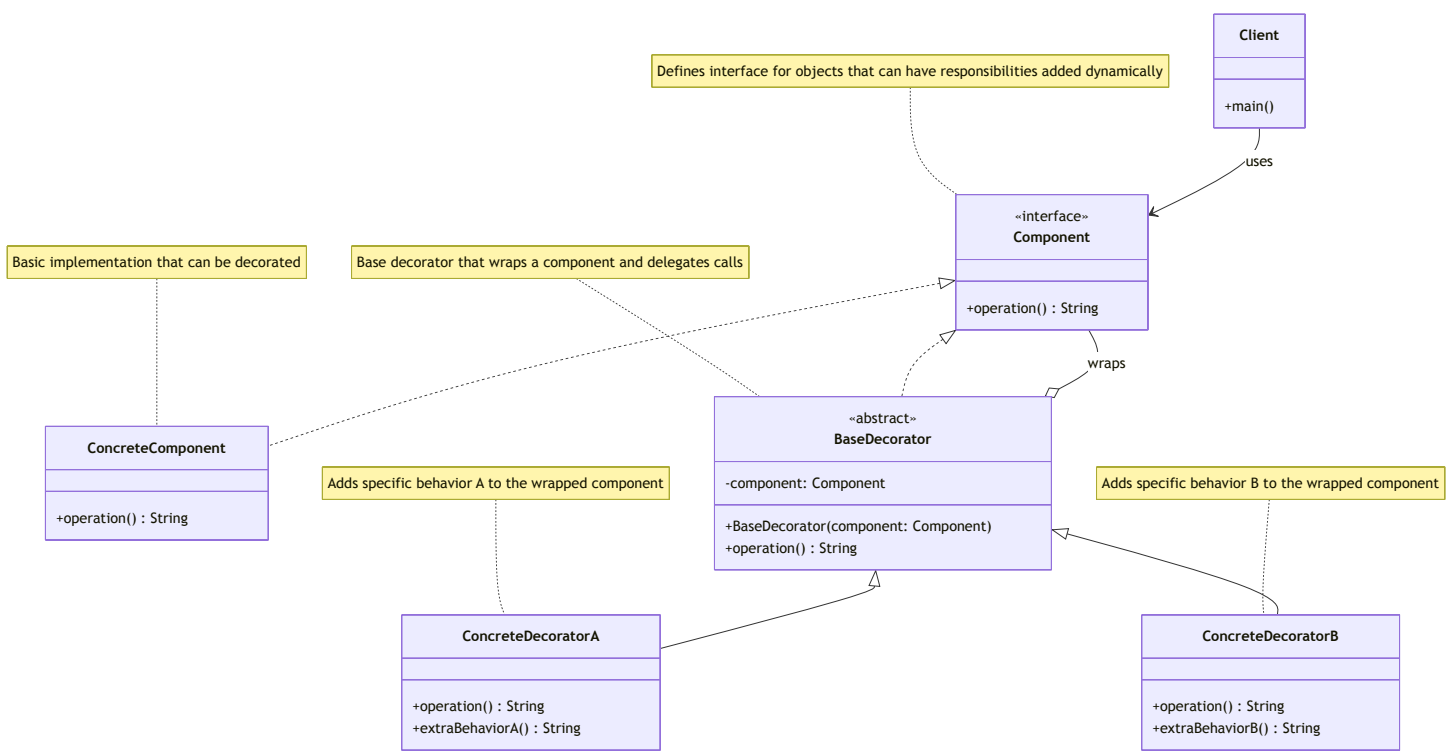 Client
+main()
Defines interface for objects that can have responsibilities added dynamically
uses
«interface»
Component
+operation() : String
Basic implementation that can be decorated
Base decorator that wraps a component and delegates calls
wraps
ConcreteComponent
+operation() : String
«abstract»
BaseDecorator
-component: Component
+BaseDecorator(component: Component)
+operation() : String
Adds specific behavior A to the wrapped component
Adds specific behavior B to the wrapped component
ConcreteDecoratorA
+operation() : String
+extraBehaviorA() : String
ConcreteDecoratorB
+operation() : String
+extraBehaviorB() : String